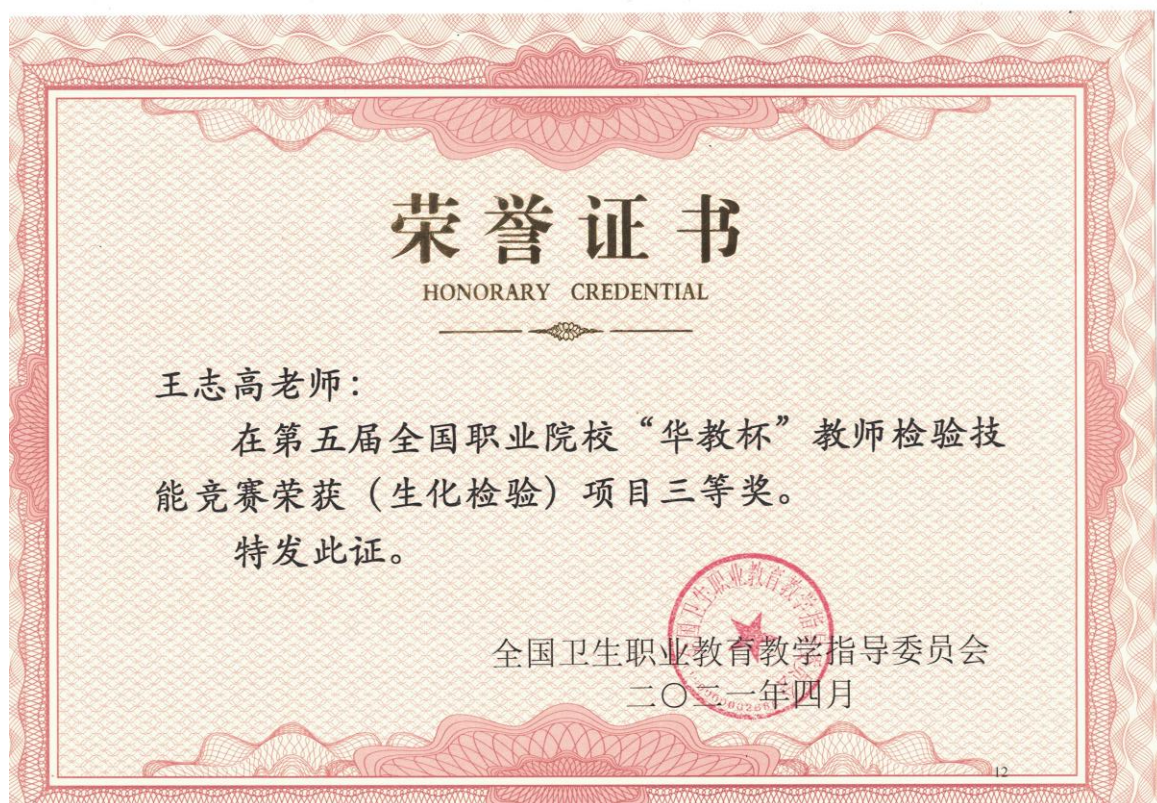 荣誉证书
HONORARY CREDENTIAL
王志高老师：
在第五届全国职业院校“华教杯”教师检验技
能竞赛荣获（生化检验）项目三等奖。
特发此证。
全国卫生职业教育教学指导委员会
二〇二一年四月
12